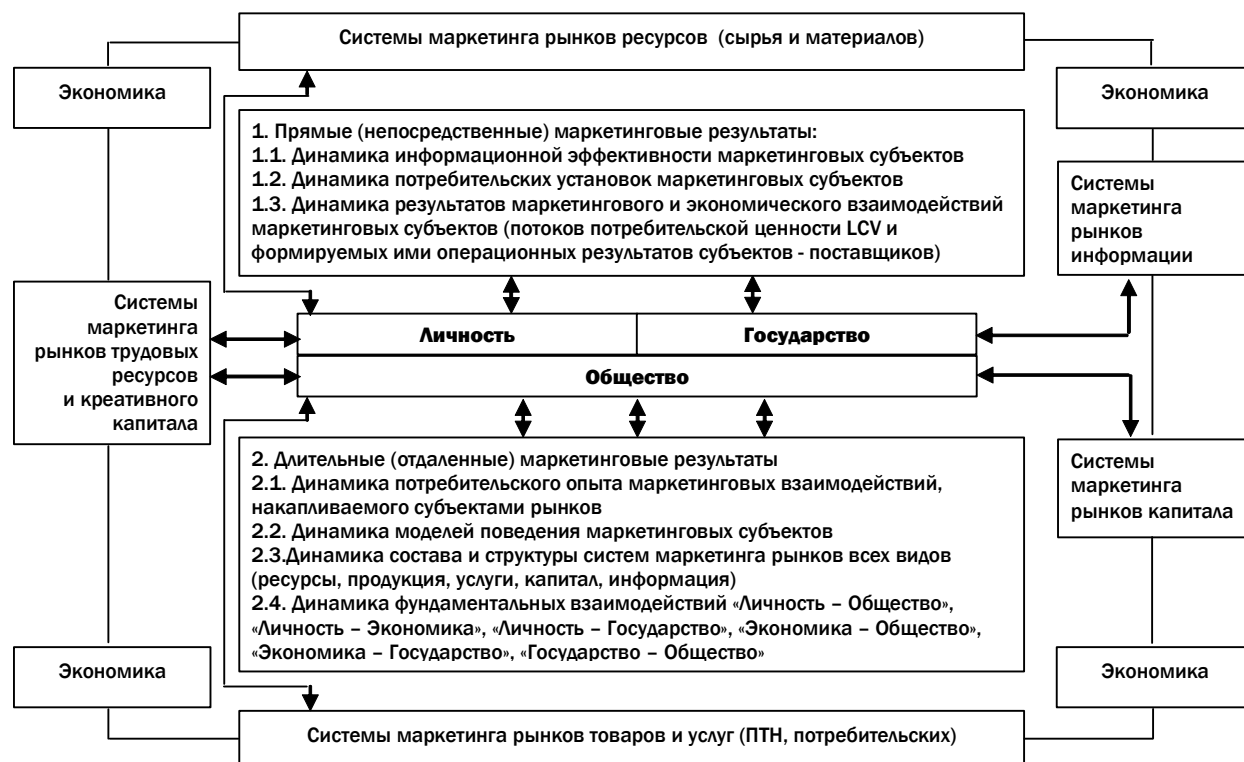 Системы маркетинга рынков ресурсов (сырья и материалов)
Экономика
Экономика
1. Прямые (непосредственные) маркетинговые результаты:
1.1. Динамика информационной эффективности маркетинговых субъектов
1.2. Динамика потребительских установок маркетинговых субъектов
1.3. Динамика результатов маркетингового и экономического взаимодействий
маркетинговых субъектов (потоков потребительской ценности LCV и
формируемых ими операционных результатов субъектов - поставщиков)
Системы
маркетинга
рынков
информации
Системы
маркетинга
рынков трудовых
ресурсов
и креативного
капитала
Личность
Государство
Общество
2. Длительные (отдаленные) маркетинговые результаты
2.1. Динамика потребительского опыта маркетинговых взаимодействий,
накапливаемого субъектами рынков
2.2. Динамика моделей поведения маркетинговых субъектов
2.3.Динамика состава и структуры систем маркетинга рынков всех видов
(ресурсы, продукция, услуги, капитал, информация)
2.4. Динамика фундаментальных взаимодействий «Личность – Общество»,
«Личность – Экономика», «Личность – Государство», «Экономика – Общество»,
«Экономика – Государство», «Государство – Общество»
Системы
маркетинга
рынков капитала
Экономика
Экономика
Системы маркетинга рынков товаров и услуг (ПТН, потребительских)